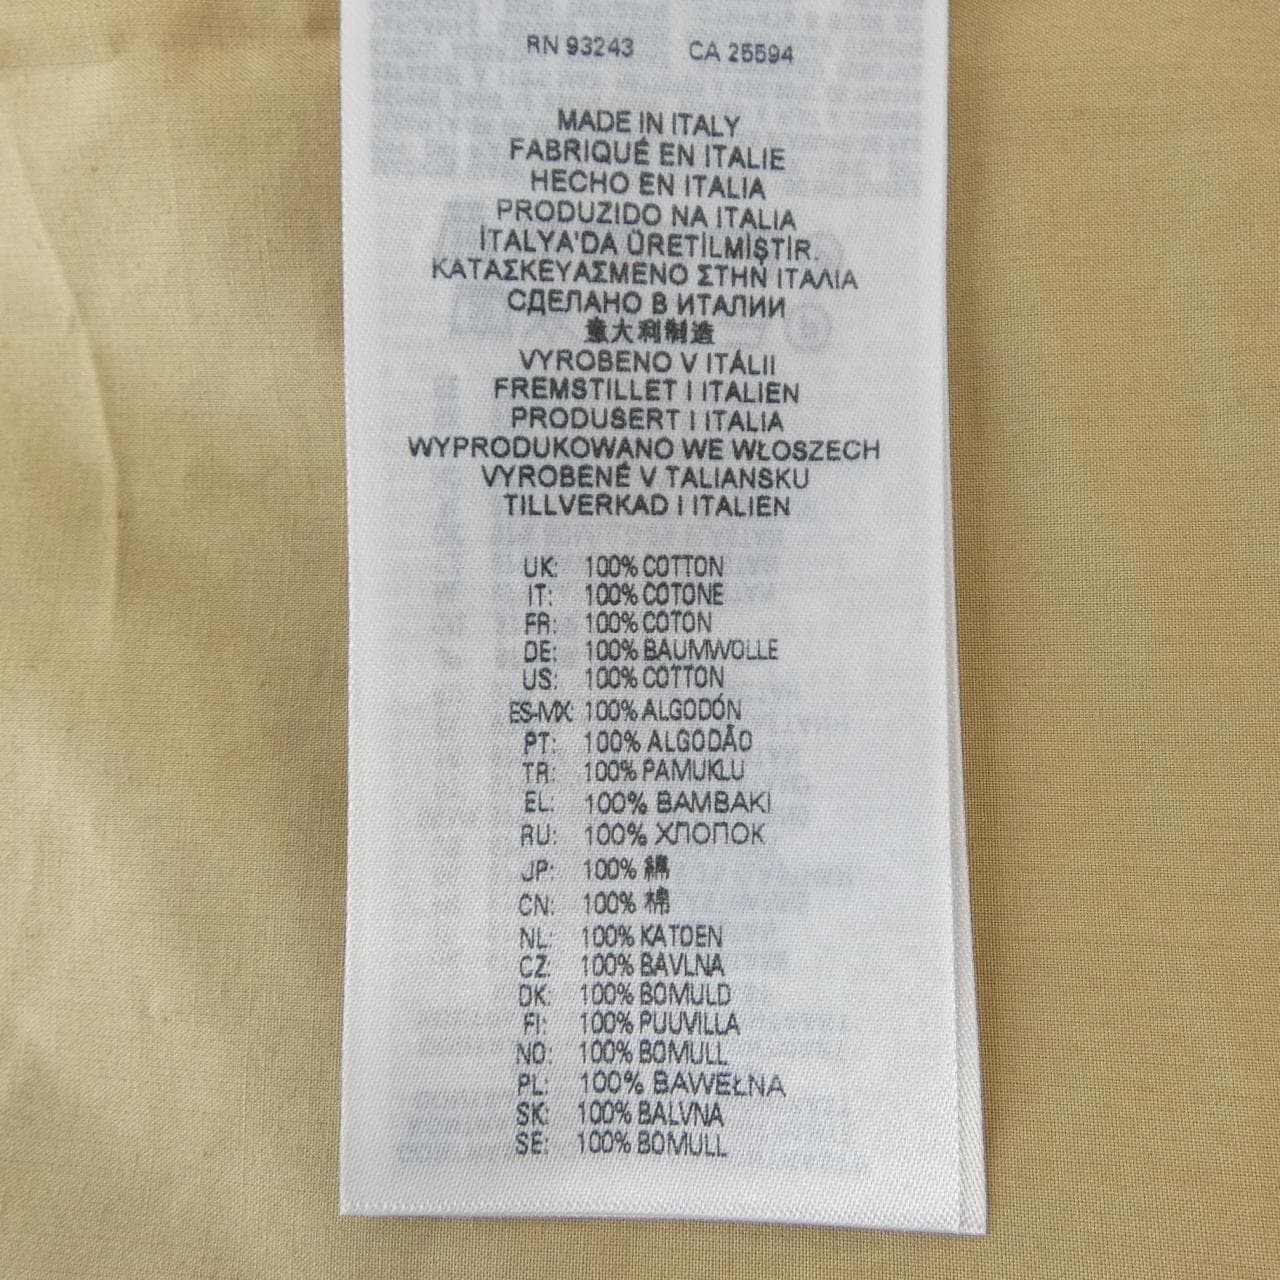 RN 93243 CA 25594
MADE IN ITALY
FABRIQUÉ EN ITALIE
HECHO EN ITALIA
PRODUZIDO NA ITALIA
İTALYA'DA ÜRETİLMİŞTİR.
ΚΑΤΑΣΚΕΥΑΣΜΕΝΟ ΣΤΗΝ ΙΤΑΛΙΑ
СДЕЛАНО В ИТАЛИИ
意大利制造
VYROBENO V ITÁLII
FREMSTILLET I ITALIEN
PRODUSERT I ITALIA
WYPRODUKOWANO WE WŁOSZECH
VYROBENÉ V TALIANSKU
TILLVERKAD I ITALIEN
UK: 100% COTTON
IT: 100% COTONE
FR: 100% COTON
DE: 100% BAUMWOLLE
US: 100% COTTON
ES-MX: 100% ALGODÓN
PT: 100% ALGODÃO
TR: 100% PAMUKLU
EL: 100% ΒΑΜΒΑΚΙ
RU: 100% ХЛОПОК
JP: 100% 綿
CN: 100% 棉
NL: 100% KATOEN
CZ: 100% BAVLNA
DK: 100% BOMULD
FI: 100% PUUVILLA
NO: 100% BOMULL
PL: 100% BAWEŁNA
SK: 100% BALVNA
SE: 100% BOMULL